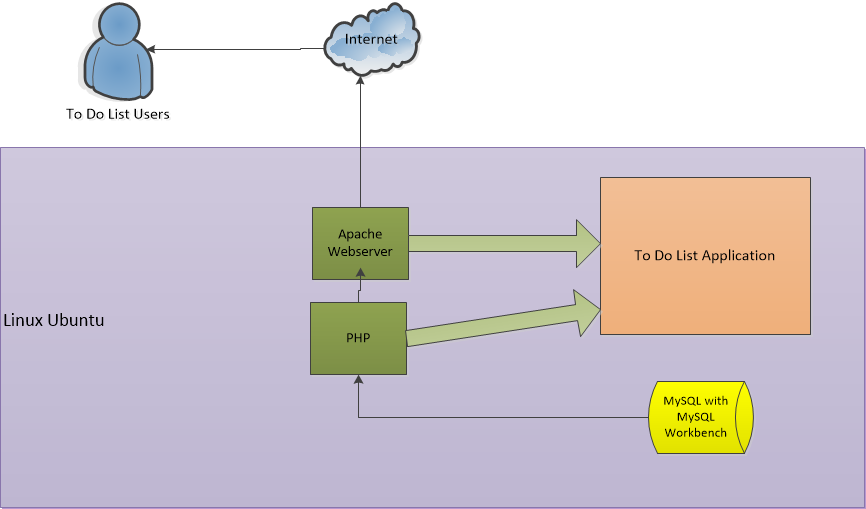 Internet
To Do List Users
Apache
Webserver
To Do List Application
Linux Ubuntu
PHP
MySQL with
MySQL
Workbench